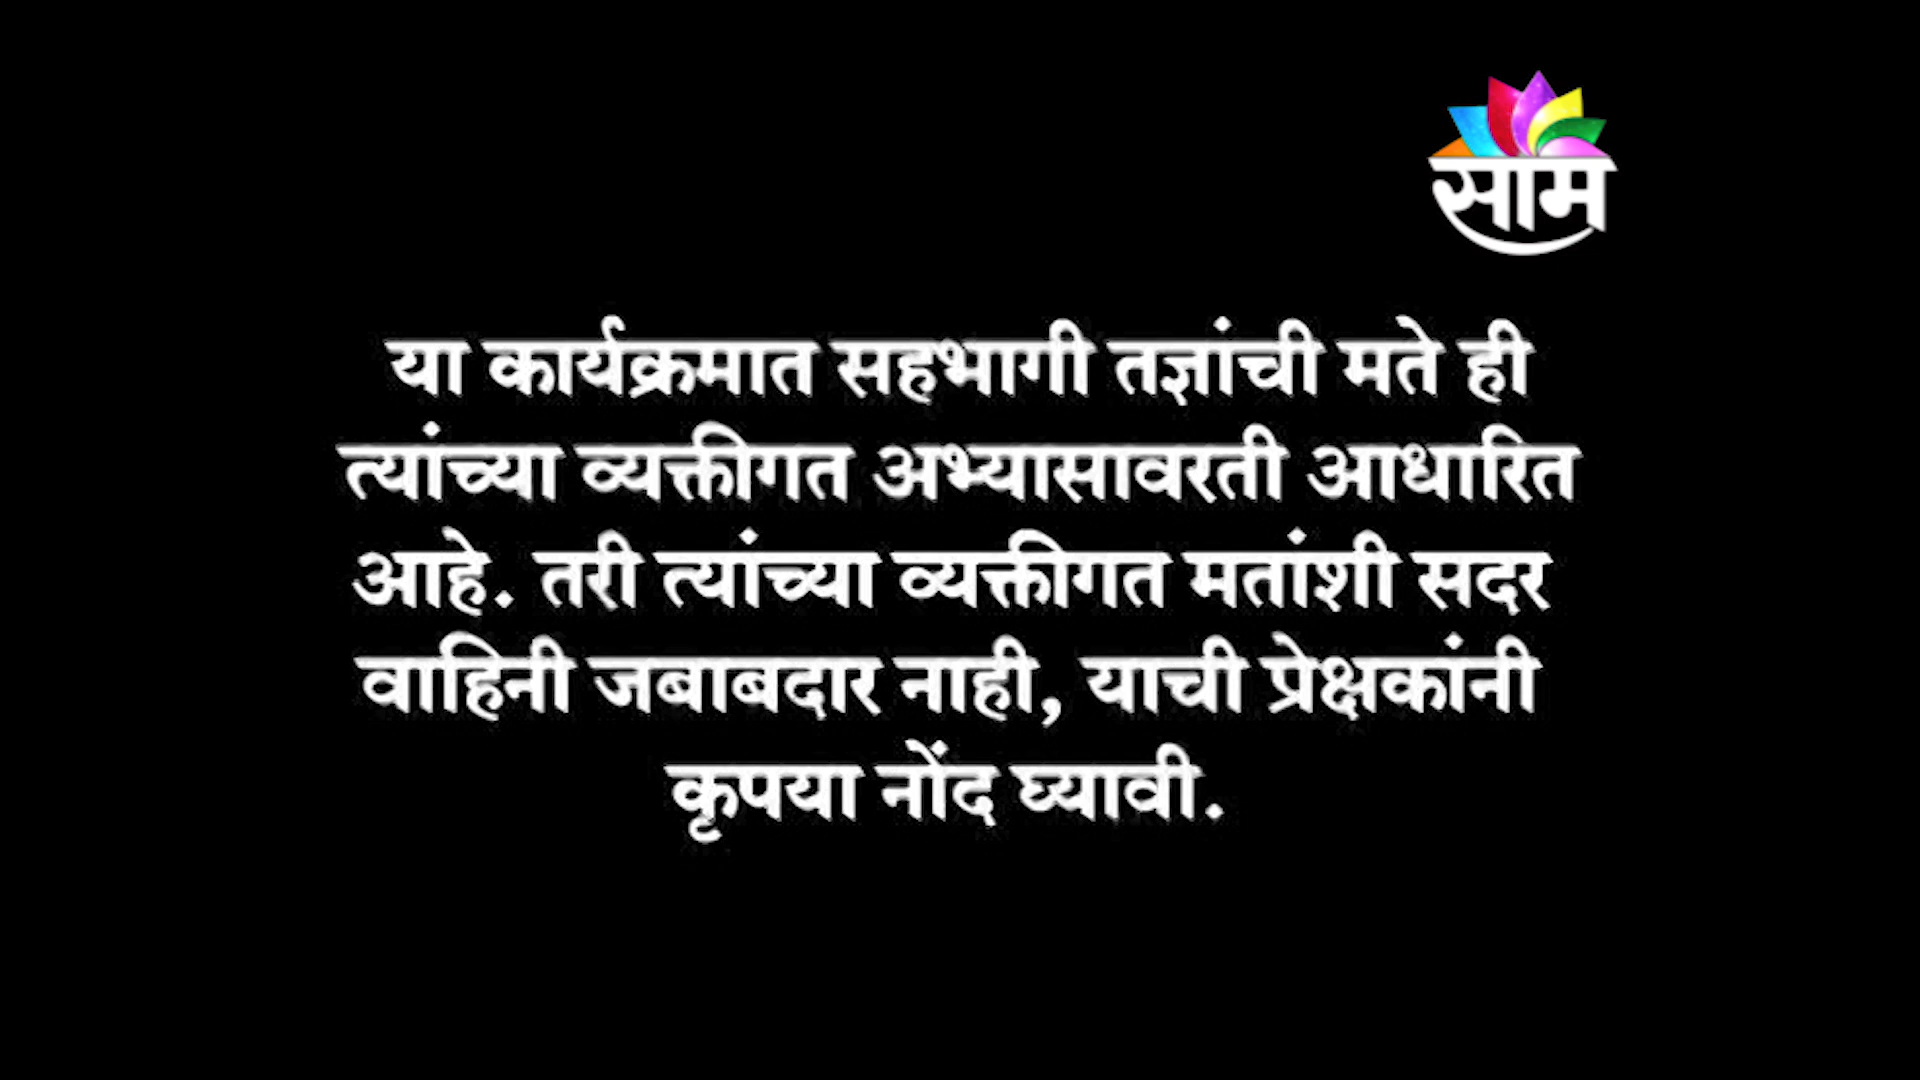 साम
या कार्यक्रमात सहभागी तज्ञांची मते ही
त्यांच्या व्यक्तीगत अभ्यासावरती आधारित
आहे. तरी त्यांच्या व्यक्तीगत मतांशी सदर
वाहिनी जबाबदार नाही, याची प्रेक्षकांनी
कृपया नोंद घ्यावी.